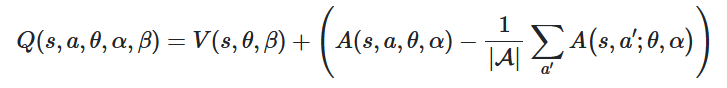 Q(s, a, θ, α, β) = V(s, θ, β) + ( A(s, a, θ, α) − 1/|𝒜| ∑_{a′} A(s, a′; θ, α) )